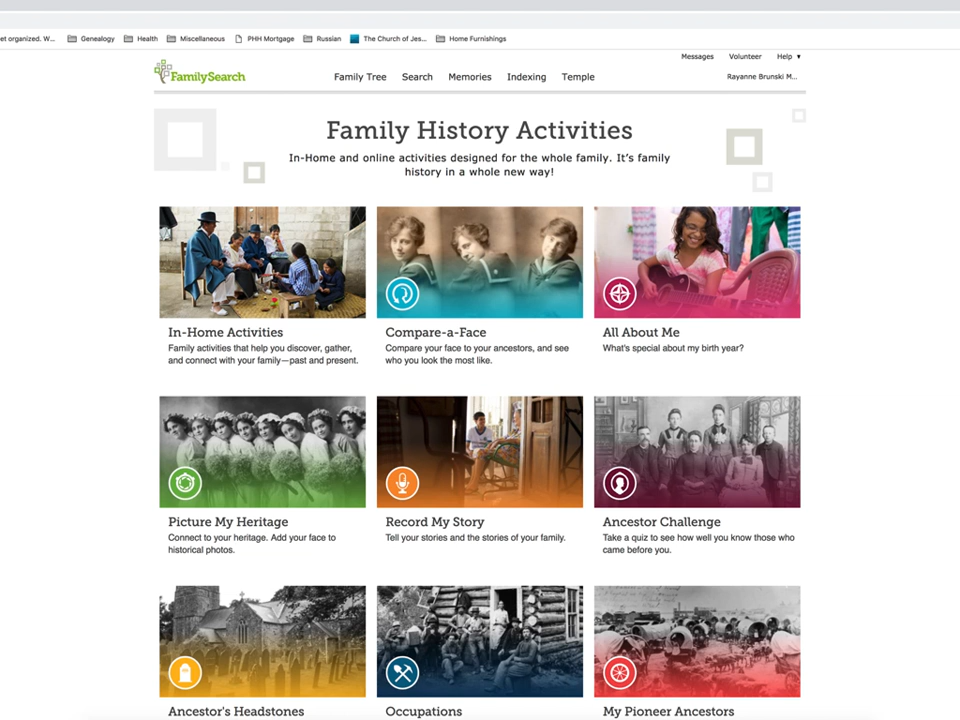 et organized. W... Genealogy Health Miscellaneous PHH Mortgage Russian The Church of Jes... Home Furnishings
Messages Volunteer Help ▼
FamilySearch Family Tree Search Memories Indexing Temple Rayanne Brunski M...
Family History Activities
In-Home and online activities designed for the whole family. It's family
history in a whole new way!
In-Home Activities
Family activities that help you discover, gather,
and connect with your family—past and present.
Compare-a-Face
Compare your face to your ancestors, and see
who you look the most like.
All About Me
What's special about my birth year?
Picture My Heritage
Connect to your heritage. Add your face to
historical photos.
Record My Story
Tell your stories and the stories of your family.
Ancestor Challenge
Take a quiz to see how well you know those who
came before you.
Ancestor's Headstones
Occupations
My Pioneer Ancestors